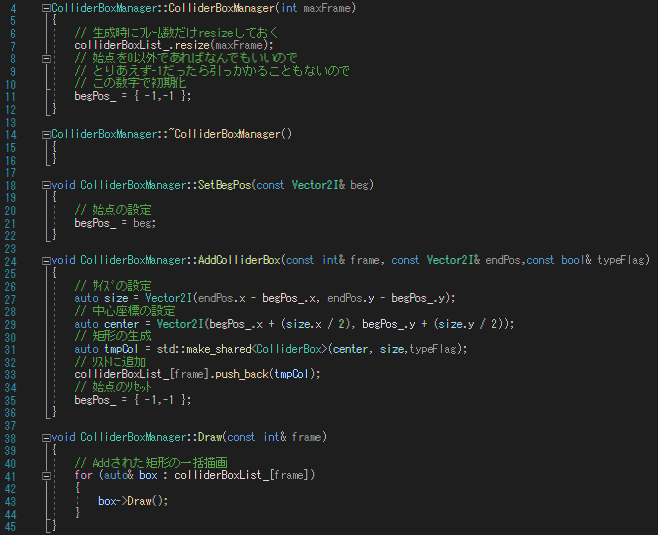 4 ColliderBoxManager::ColliderBoxManager(int maxFrame)
5 {
6 // 生成時にﾌﾚｰﾑ数だけresizeしておく
7 colliderBoxList_.resize(maxFrame);
8 // 始点を0以外であればなんでもいいので
9 // とりあえず-1だったら引っかかることもないので
10 // この数字で初期化
11 begPos_ = { -1,-1 };
12 }
13
14 ColliderBoxManager::~ColliderBoxManager()
15 {
16 }
17
18 void ColliderBoxManager::SetBegPos(const Vector2I& beg)
19 {
20 // 始点の設定
21 begPos_ = beg;
22 }
23
24 void ColliderBoxManager::AddColliderBox(const int& frame, const Vector2I& endPos,const bool& typeFlag)
25 {
26 // ｻｲｽﾞの設定
27 auto size = Vector2I(endPos.x - begPos_.x, endPos.y - begPos_.y);
28 // 中心座標の設定
29 auto center = Vector2I(begPos_.x + (size.x / 2), begPos_.y + (size.y / 2));
30 // 矩形の生成
31 auto tmpCol = std::make_shared<ColliderBox>(center, size,typeFlag);
32 // ﾘｽﾄに追加
33 colliderBoxList_[frame].push_back(tmpCol);
34 // 始点のﾘｾｯﾄ
35 begPos_ = { -1,-1 };
36 }
37
38 void ColliderBoxManager::Draw(const int& frame)
39 {
40 // Addされた矩形の一括描画
41 for (auto& box : colliderBoxList_[frame])
42 {
43 box->Draw();
44 }
45 }